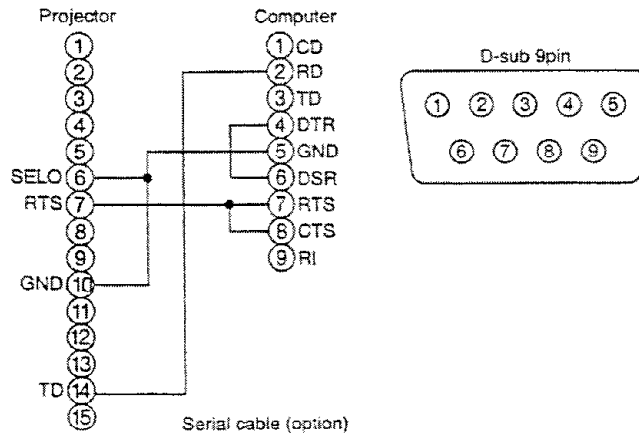 Projector
Computer
D-sub 9pin
1
2
3
4
5
SELO 6
RTS 7
8
9
GND 10
11
12
13
TD 14
15
1 CD
2 RD
3 TD
4 DTR
5 GND
6 DSR
7 RTS
8 CTS
9 RI
1 2 3 4 5
6 7 8 9
Serial cable (option)